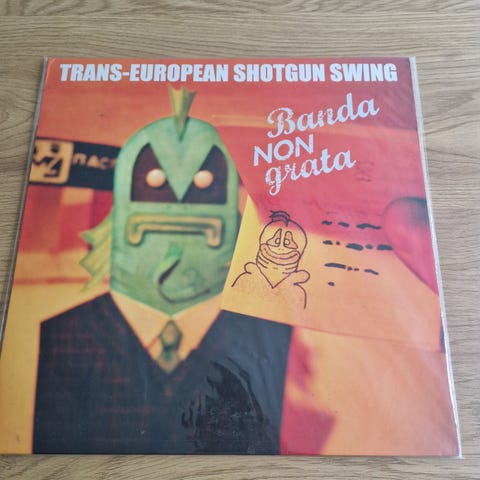 TRANS-EUROPEAN SHOTGUN SWING
Banda
NON
grata